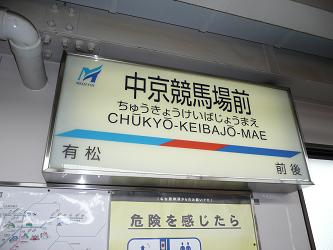 中京競馬場前
ちゅうきょうけいばじょうまえ
CHŪKYŌ-KEIBAJŌ-MAE
有松
前後
危険を感じたら